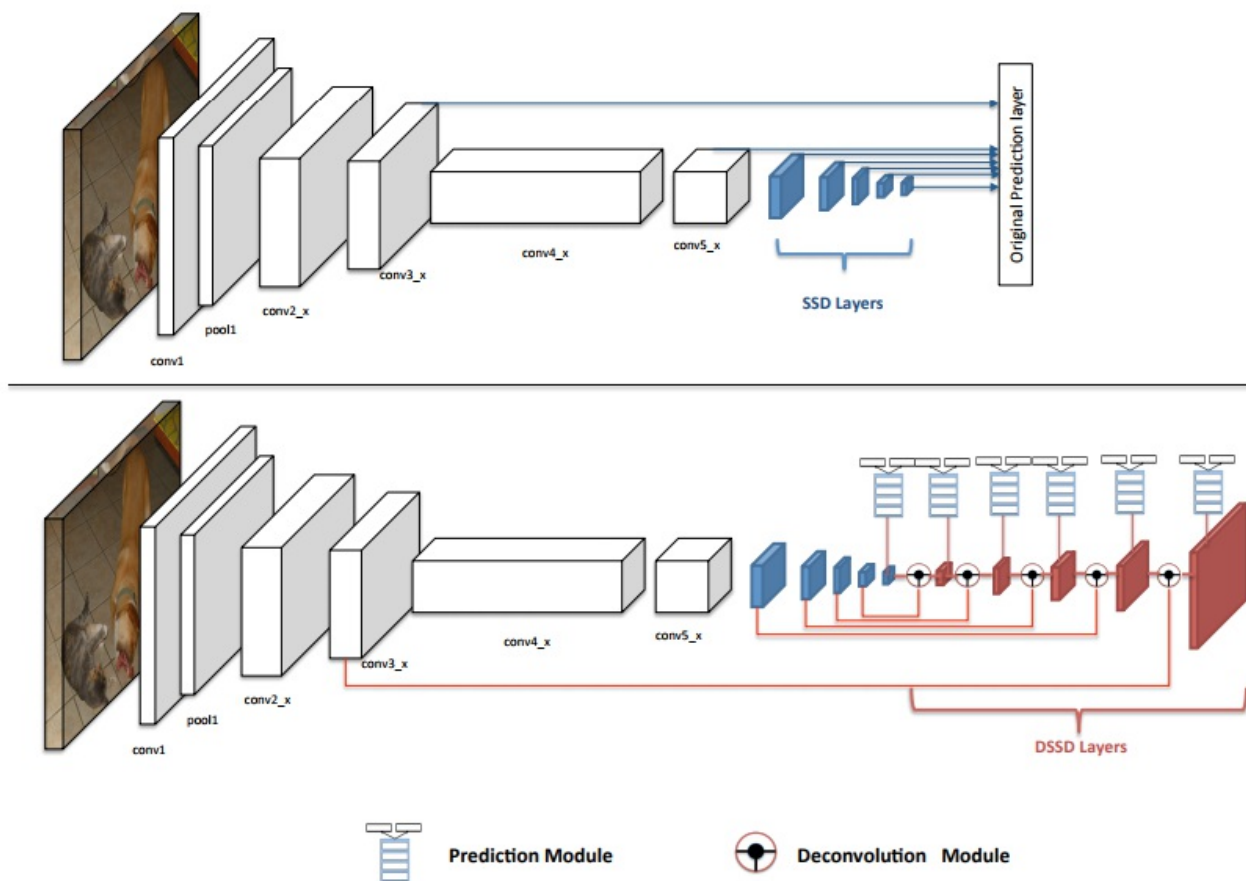 Original Prediction layer
conv1
pool1
conv2_x
conv3_x
conv4_x
conv5_x
SSD Layers
conv1
pool1
conv2_x
conv3_x
conv4_x
conv5_x
DSSD Layers
Prediction Module
Deconvolution Module